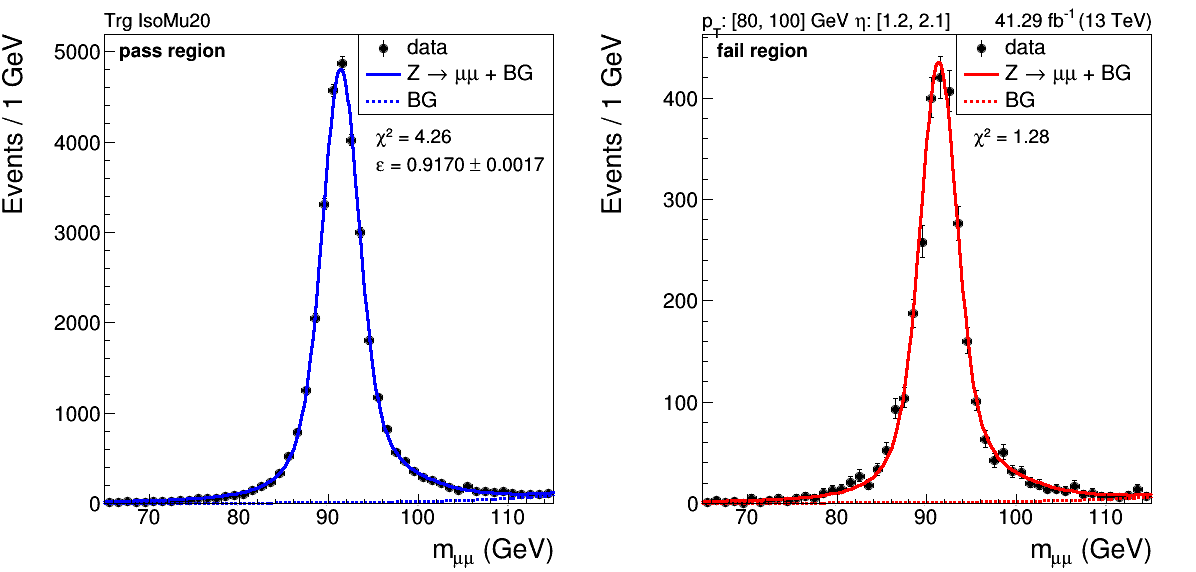 Trg IsoMu20
Events / 1 GeV
pass region
data
Z → μμ + BG
BG
χ² = 4.26
ε = 0.9170 ± 0.0017
5000
4000
3000
2000
1000
0
70 80 90 100 110
mμμ (GeV)
pT: [80, 100] GeV η: [1.2, 2.1] 41.29 fb⁻¹ (13 TeV)
Events / 1 GeV
fail region
data
Z → μμ + BG
BG
χ² = 1.28
400
300
200
100
0
70 80 90 100 110
mμμ (GeV)